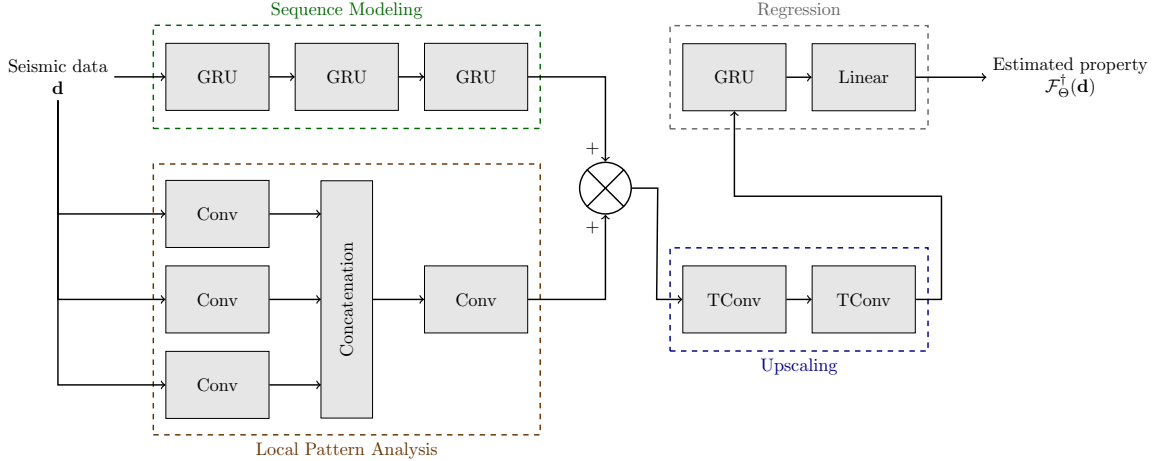 Sequence Modeling
Regression
Seismic data
d
GRU
GRU
GRU
GRU
Linear
Estimated property
ℱ†Θ(d)
+
Conv
Conv
Conv
Concatenation
Conv
+
TConv
TConv
Upscaling
Local Pattern Analysis